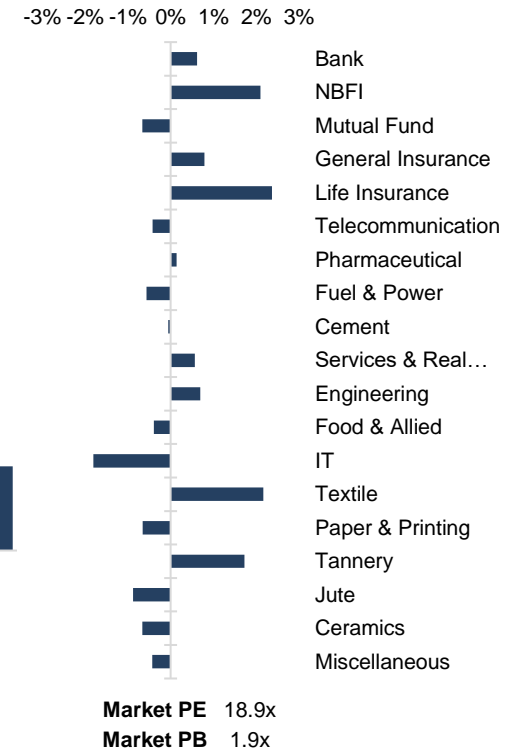 -3% -2% -1% 0% 1% 2% 3%
Bank
NBFI
Mutual Fund
General Insurance
Life Insurance
Telecommunication
Pharmaceutical
Fuel & Power
Cement
Services & Real…
Engineering
Food & Allied
IT
Textile
Paper & Printing
Tannery
Jute
Ceramics
Miscellaneous
Market PE 18.9x
Market PB 1.9x